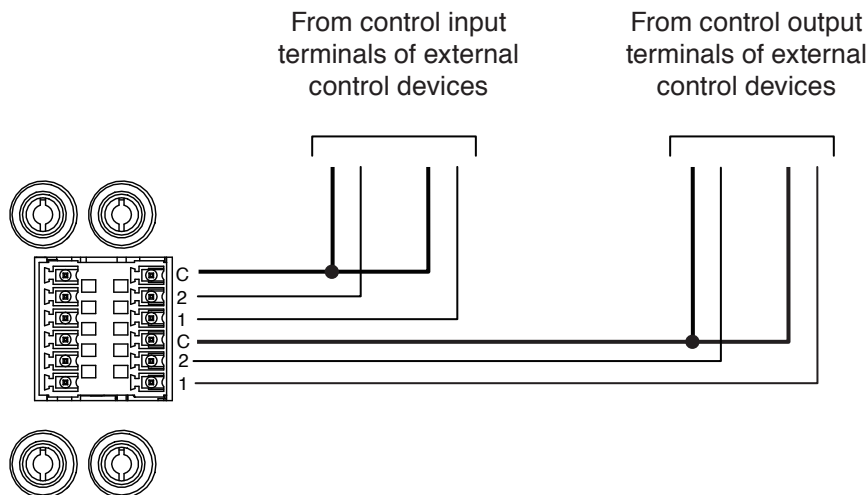 From control input
terminals of external
control devices
From control output
terminals of external
control devices
C
2
1
C
2
1